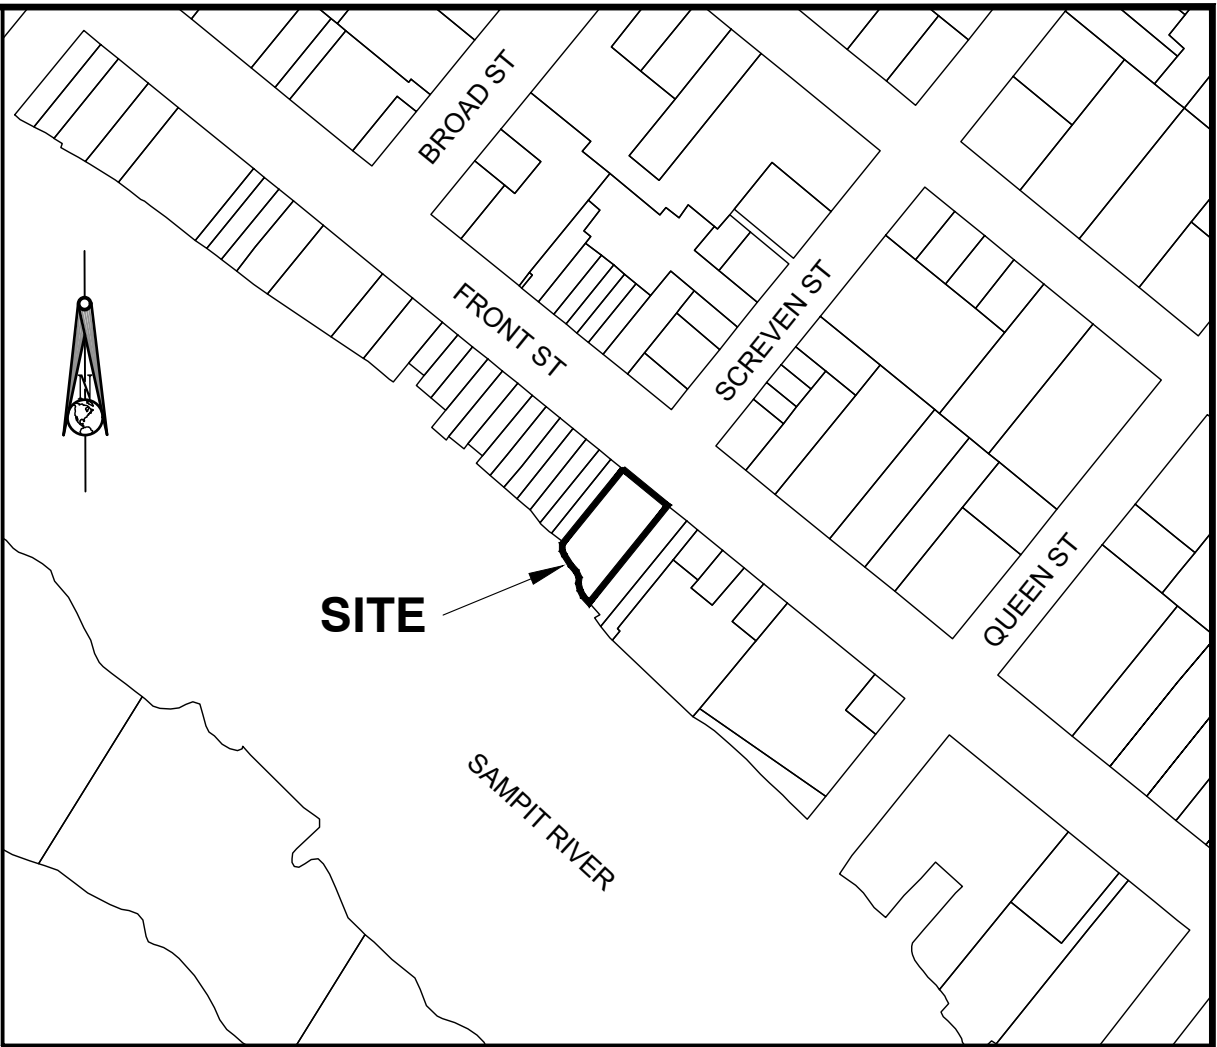 BROAD ST
FRONT ST
SCREVEN ST
N
QUEEN ST
SITE
SAMPIT RIVER